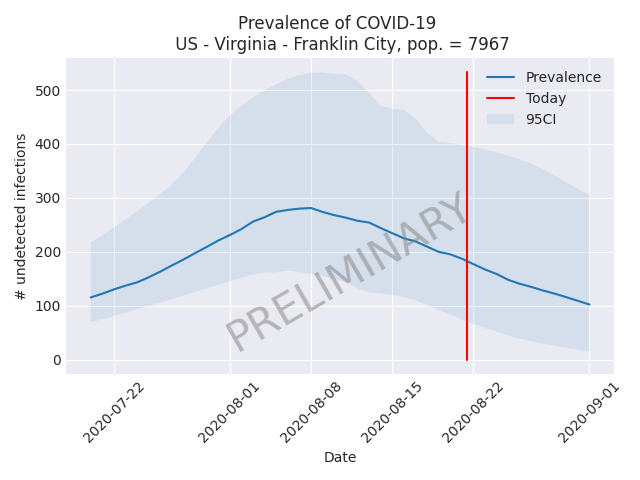 Prevalence of COVID-19
US - Virginia - Franklin City, pop. = 7967
Prevalence
Today
95CI
# undetected infections
500
400
300
200
100
0
PRELIMINARY
2020-07-22
2020-08-01
2020-08-08
2020-08-15
2020-08-22
2020-09-01
Date